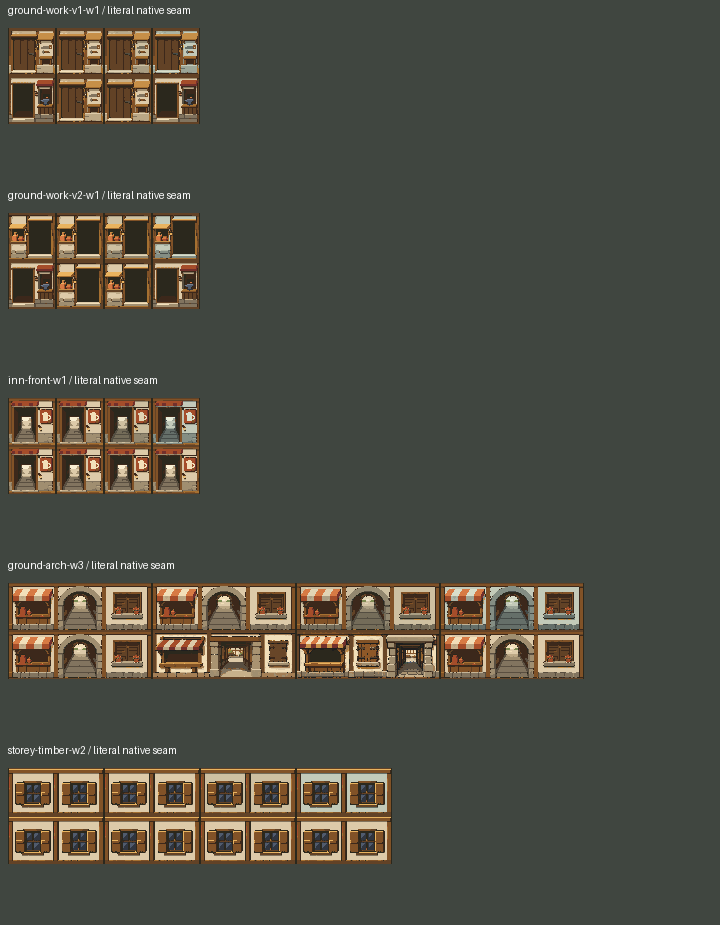 ground-work-v1-w1 / literal native seam
ground-work-v2-w1 / literal native seam
inn-front-w1 / literal native seam
ground-arch-w3 / literal native seam
storey-timber-w2 / literal native seam